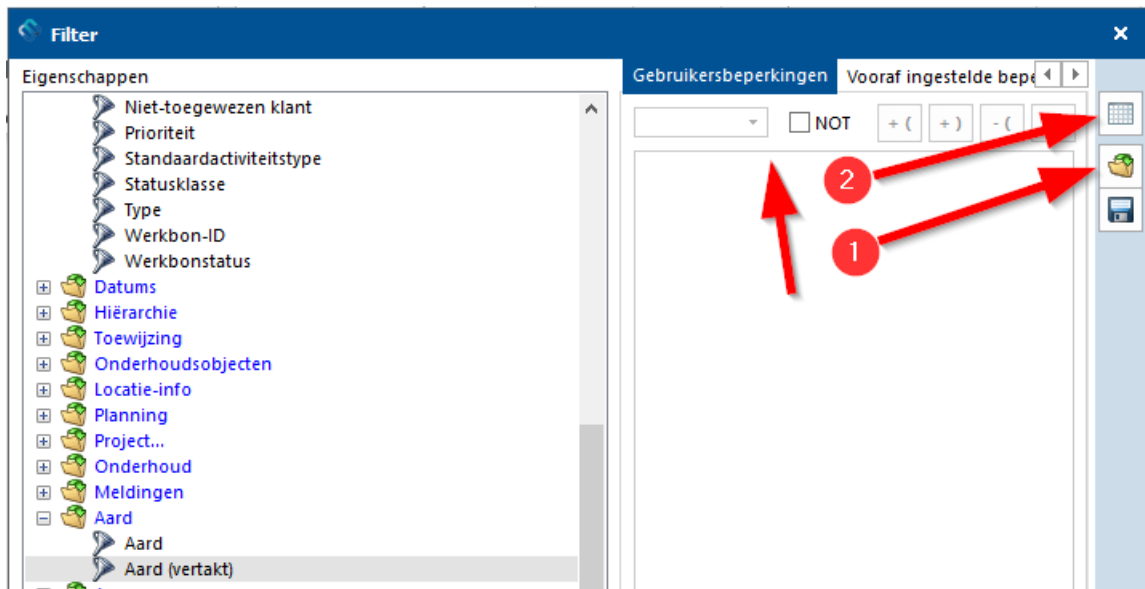 Filter
Eigenschappen
Niet-toegewezen klant
Prioriteit
Standaardactiviteitstype
Statusklasse
Type
Werkbon-ID
Werkbonstatus
Datums
Hiërarchie
Toewijzing
Onderhoudsobjecten
Locatie-info
Planning
Project...
Onderhoud
Meldingen
Aard
Aard
Aard (vertakt)
Gebruikersbeperkingen Vooraf ingestelde
NOT + ( + ) - (
2
1